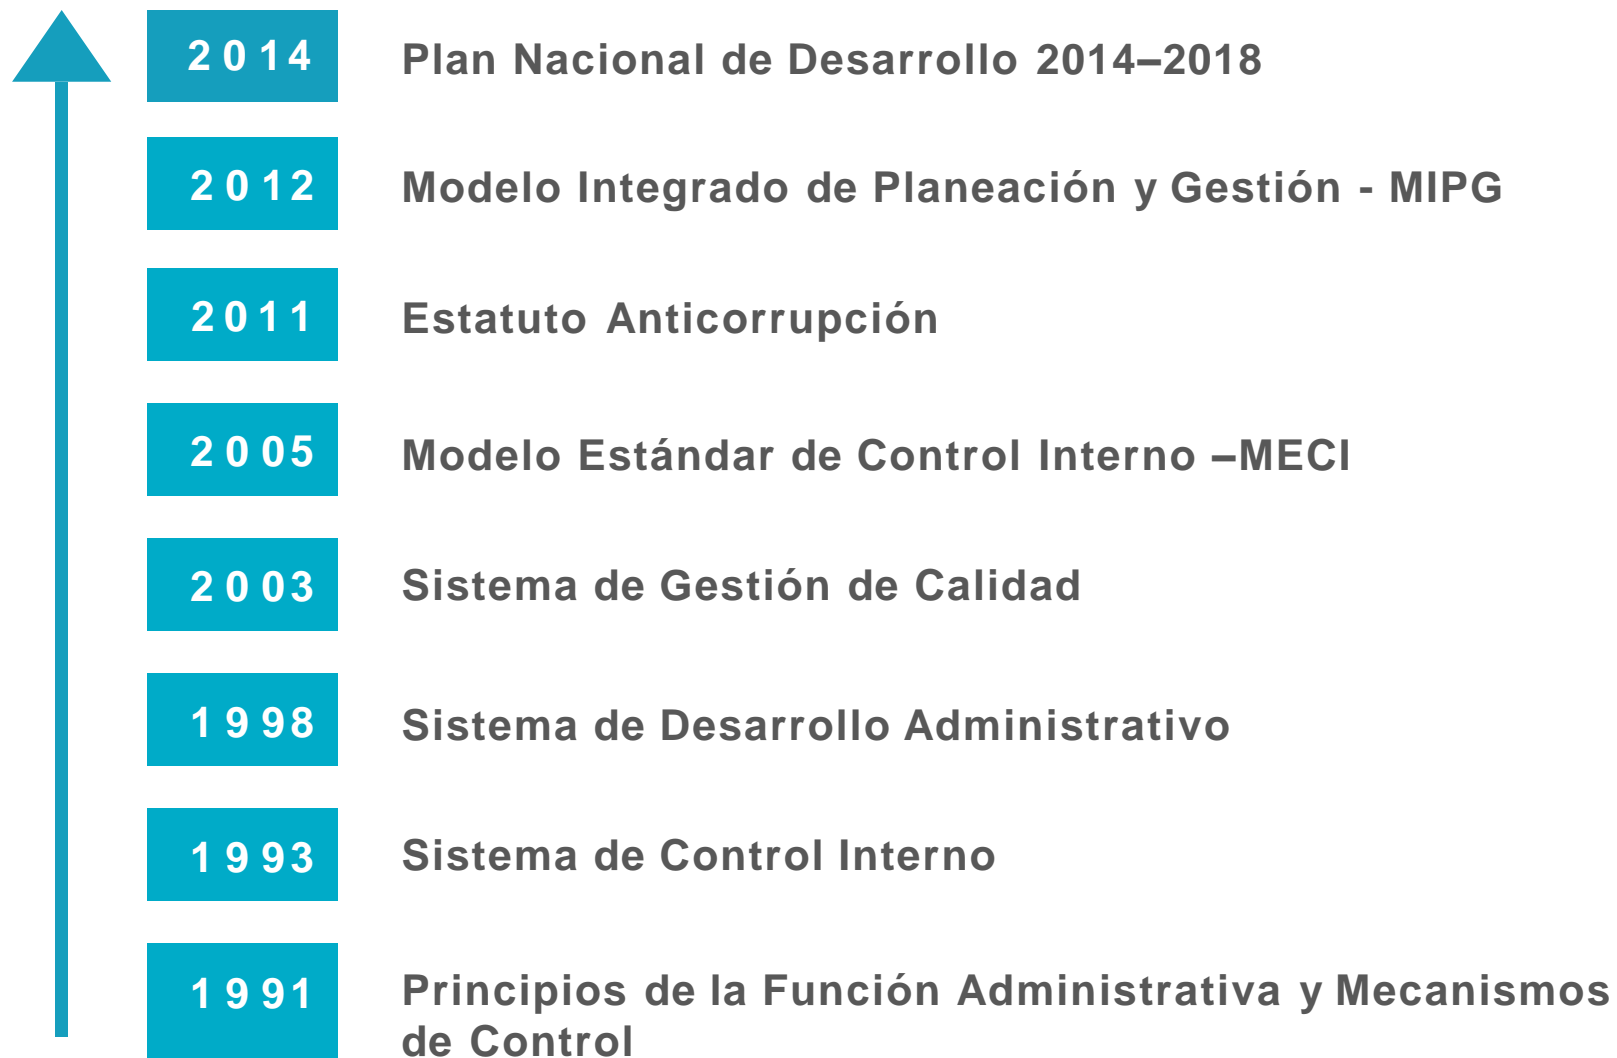 2014 Plan Nacional de Desarrollo 2014–2018
2012 Modelo Integrado de Planeación y Gestión - MIPG
2011 Estatuto Anticorrupción
2005 Modelo Estándar de Control Interno –MECI
2003 Sistema de Gestión de Calidad
1998 Sistema de Desarrollo Administrativo
1993 Sistema de Control Interno
1991 Principios de la Función Administrativa y Mecanismos
de Control